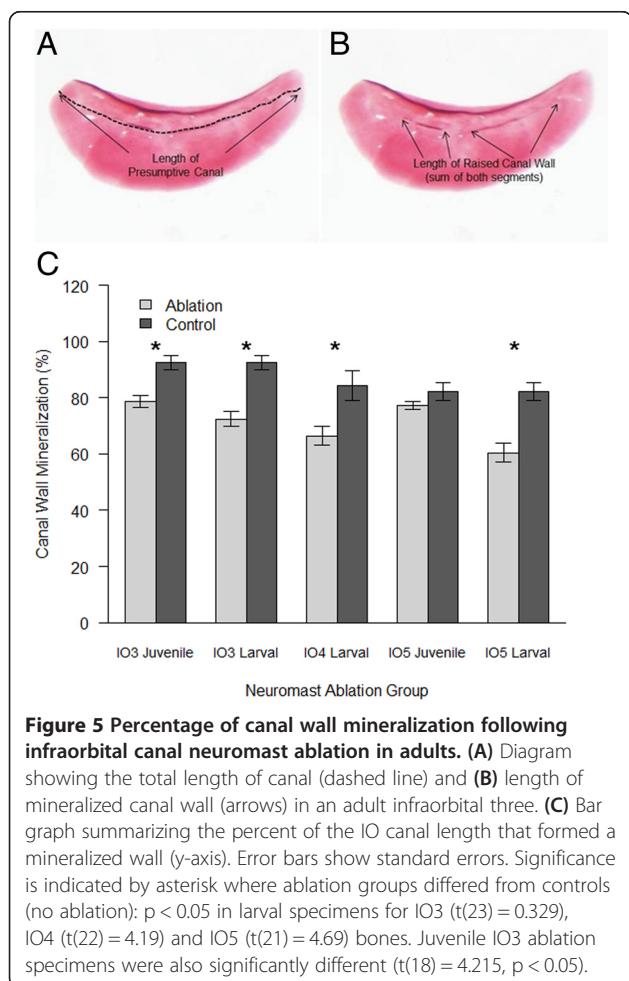 A
B
Length of
Presumptive Canal
Length of Raised Canal Wall
(sum of both segments)
C
120
100
80
60
40
20
0
Canal Wall Mineralization (%)
Ablation
Control
* * * *
IO3 Juvenile IO3 Larval IO4 Larval IO5 Juvenile IO5 Larval
Neuromast Ablation Group
Figure 5 Percentage of canal wall mineralization following
infraorbital canal neuromast ablation in adults. (A) Diagram
showing the total length of canal (dashed line) and (B) length of
mineralized canal wall (arrows) in an adult infraorbital three. (C) Bar
graph summarizing the percent of the IO canal length that formed a
mineralized wall (y-axis). Error bars show standard errors. Significance
is indicated by asterisk where ablation groups differed from controls
(no ablation): p < 0.05 in larval specimens for IO3 (t(23) = 0.329),
IO4 (t(22) = 4.19) and IO5 (t(21) = 4.69) bones. Juvenile IO3 ablation
specimens were also significantly different (t(18) = 4.215, p < 0.05).